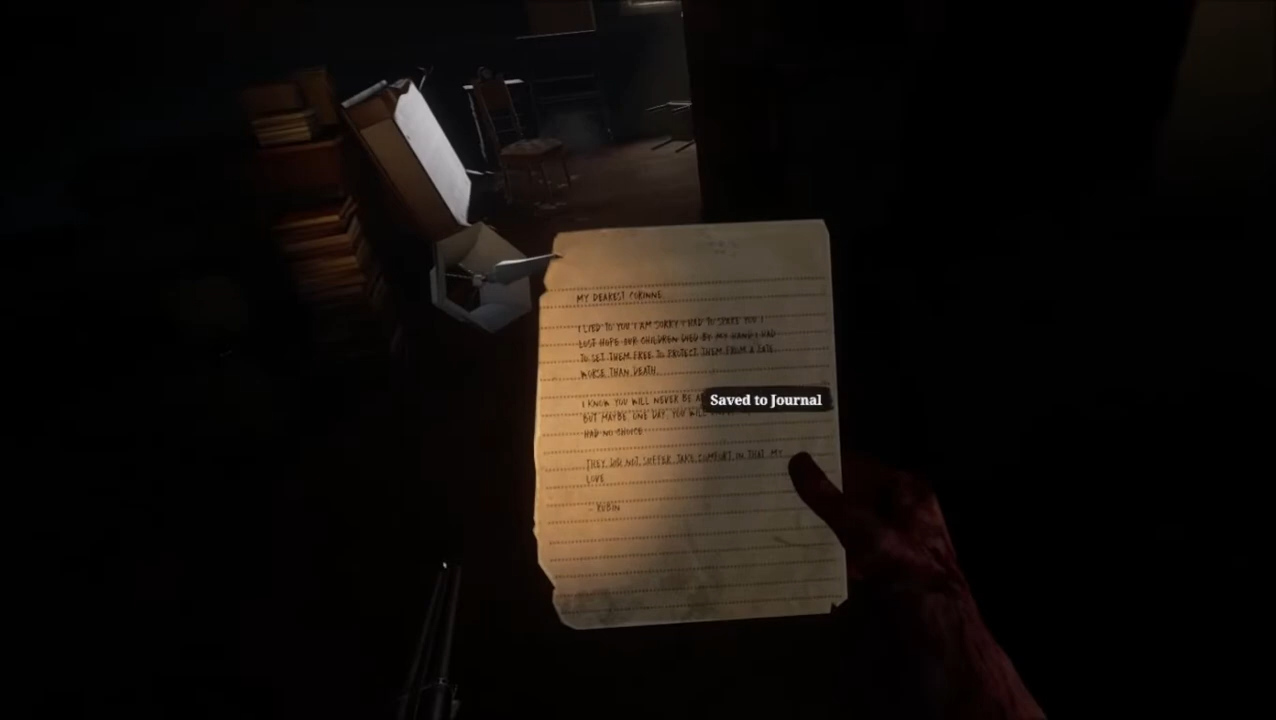 MY DEAREST CORINNE
I LIED TO YOU I AM SORRY I HAD TO SPARE YOU I
LOST HOPE OUR CHILDREN DIED BY MY HAND I HAD
TO SET THEM FREE TO PROTECT THEM FROM A FATE
WORSE THAN DEATH
I KNOW YOU WILL NEVER BE
Saved to Journal
BUT MAYBE ONE DAY YOU WILL
HAD NO CHOICE
THEY DID NOT SUFFER TAKE COMFORT IN THAT MY
LOVE
- ROBIN